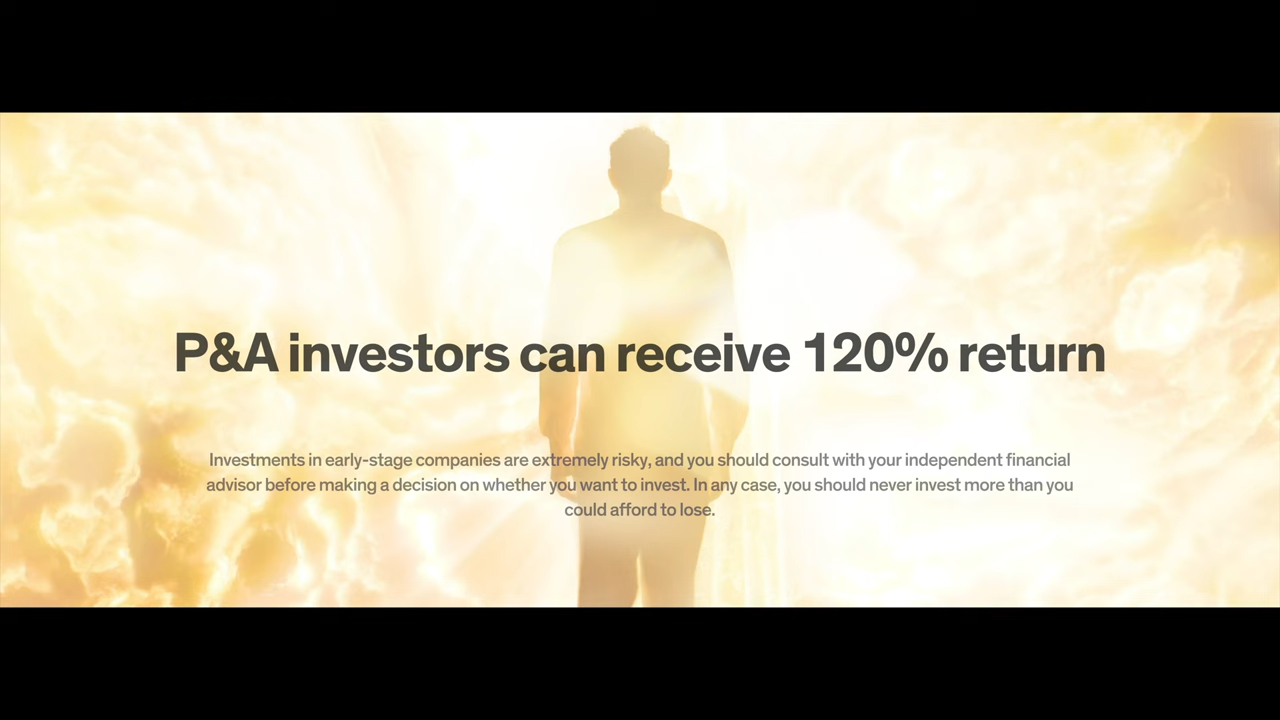 P&A investors can receive 120% return
Investments in early-stage companies are extremely risky, and you should consult with your independent financial
advisor before making a decision on whether you want to invest. In any case, you should never invest more than you
could afford to lose.